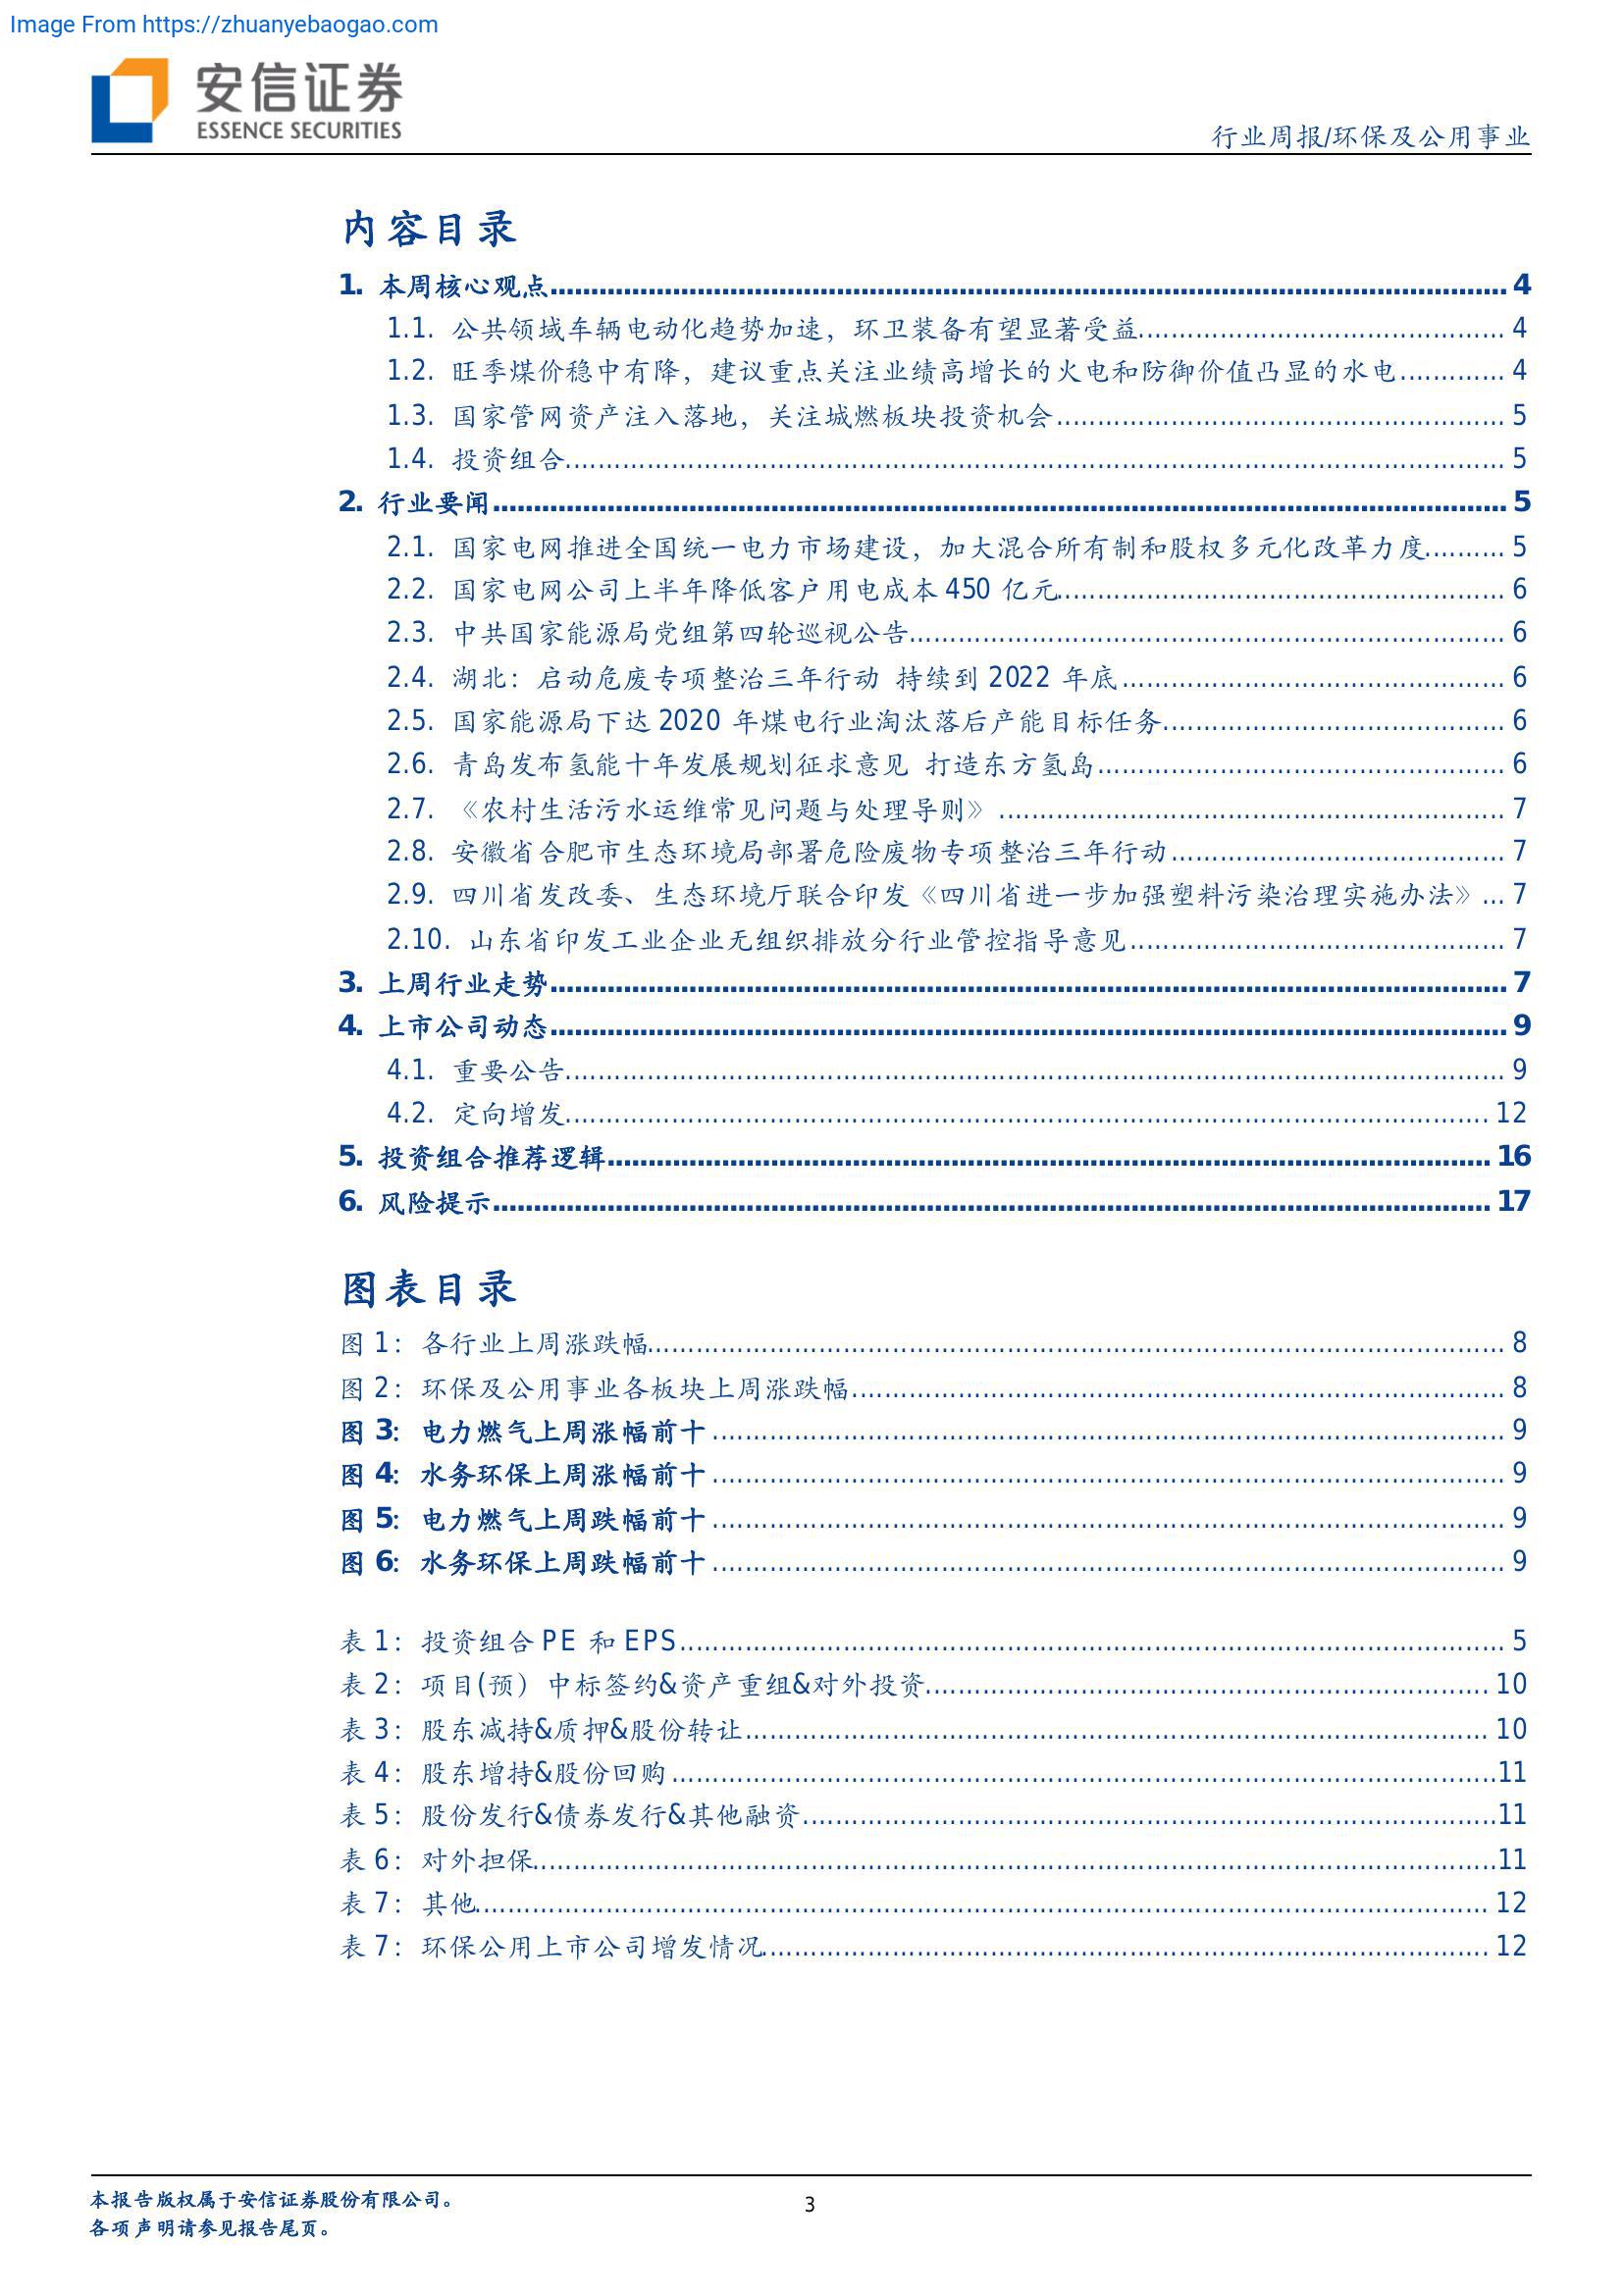 Image From https://zhuanyebaogao.com
安信证券
ESSENCE SECURITIES
行业周报/环保及公用事业
内容目录
1. 本周核心观点 4
1.1. 公共领域车辆电动化趋势加速，环卫装备有望显著受益 4
1.2. 旺季煤价稳中有降，建议重点关注业绩高增长的火电和防御价值凸显的水电 4
1.3. 国家管网资产注入落地，关注城燃板块投资机会 5
1.4. 投资组合 5
2. 行业要闻 5
2.1. 国家电网推进全国统一电力市场建设，加大混合所有制和股权多元化改革力度 5
2.2. 国家电网公司上半年降低客户用电成本 450 亿元 6
2.3. 中共国家能源局党组第四轮巡视公告 6
2.4. 湖北：启动危废专项整治三年行动 持续到 2022 年底 6
2.5. 国家能源局下达 2020 年煤电行业淘汰落后产能目标任务 6
2.6. 青岛发布氢能十年发展规划征求意见 打造东方氢岛 6
2.7. 《农村生活污水运维常见问题与处理导则》 7
2.8. 安徽省合肥市生态环境局部署危险废物专项整治三年行动 7
2.9. 四川省发改委、生态环境厅联合印发《四川省进一步加强塑料污染治理实施办法》 7
2.10. 山东省印发工业企业无组织排放分行业管控指导意见 7
3. 上周行业走势 7
4. 上市公司动态 9
4.1. 重要公告 9
4.2. 定向增发 12
5. 投资组合推荐逻辑 16
6. 风险提示 17
图表目录
图 1：各行业上周涨跌幅 8
图 2：环保及公用事业各板块上周涨跌幅 8
图 3：电力燃气上周涨幅前十 9
图 4：水务环保上周涨幅前十 9
图 5：电力燃气上周跌幅前十 9
图 6：水务环保上周跌幅前十 9
表 1：投资组合 PE 和 EPS 5
表 2：项目(预）中标签约&资产重组&对外投资 10
表 3：股东减持&质押&股份转让 10
表 4：股东增持&股份回购 11
表 5：股份发行&债券发行&其他融资 11
表 6：对外担保 11
表 7：其他 12
表 7：环保公用上市公司增发情况 12
本报告版权属于安信证券股份有限公司。
3
各项声明请参见报告尾页。